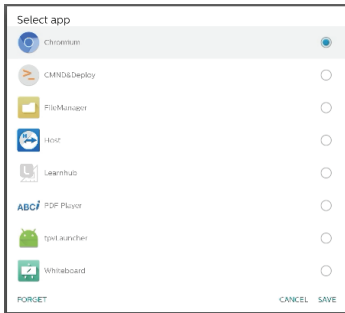 Select app
Chromium
CMND&Deploy
FileManager
Host
Learnhub
ABCi PDF Player
tpvLauncher
Whiteboard
FORGET CANCEL SAVE